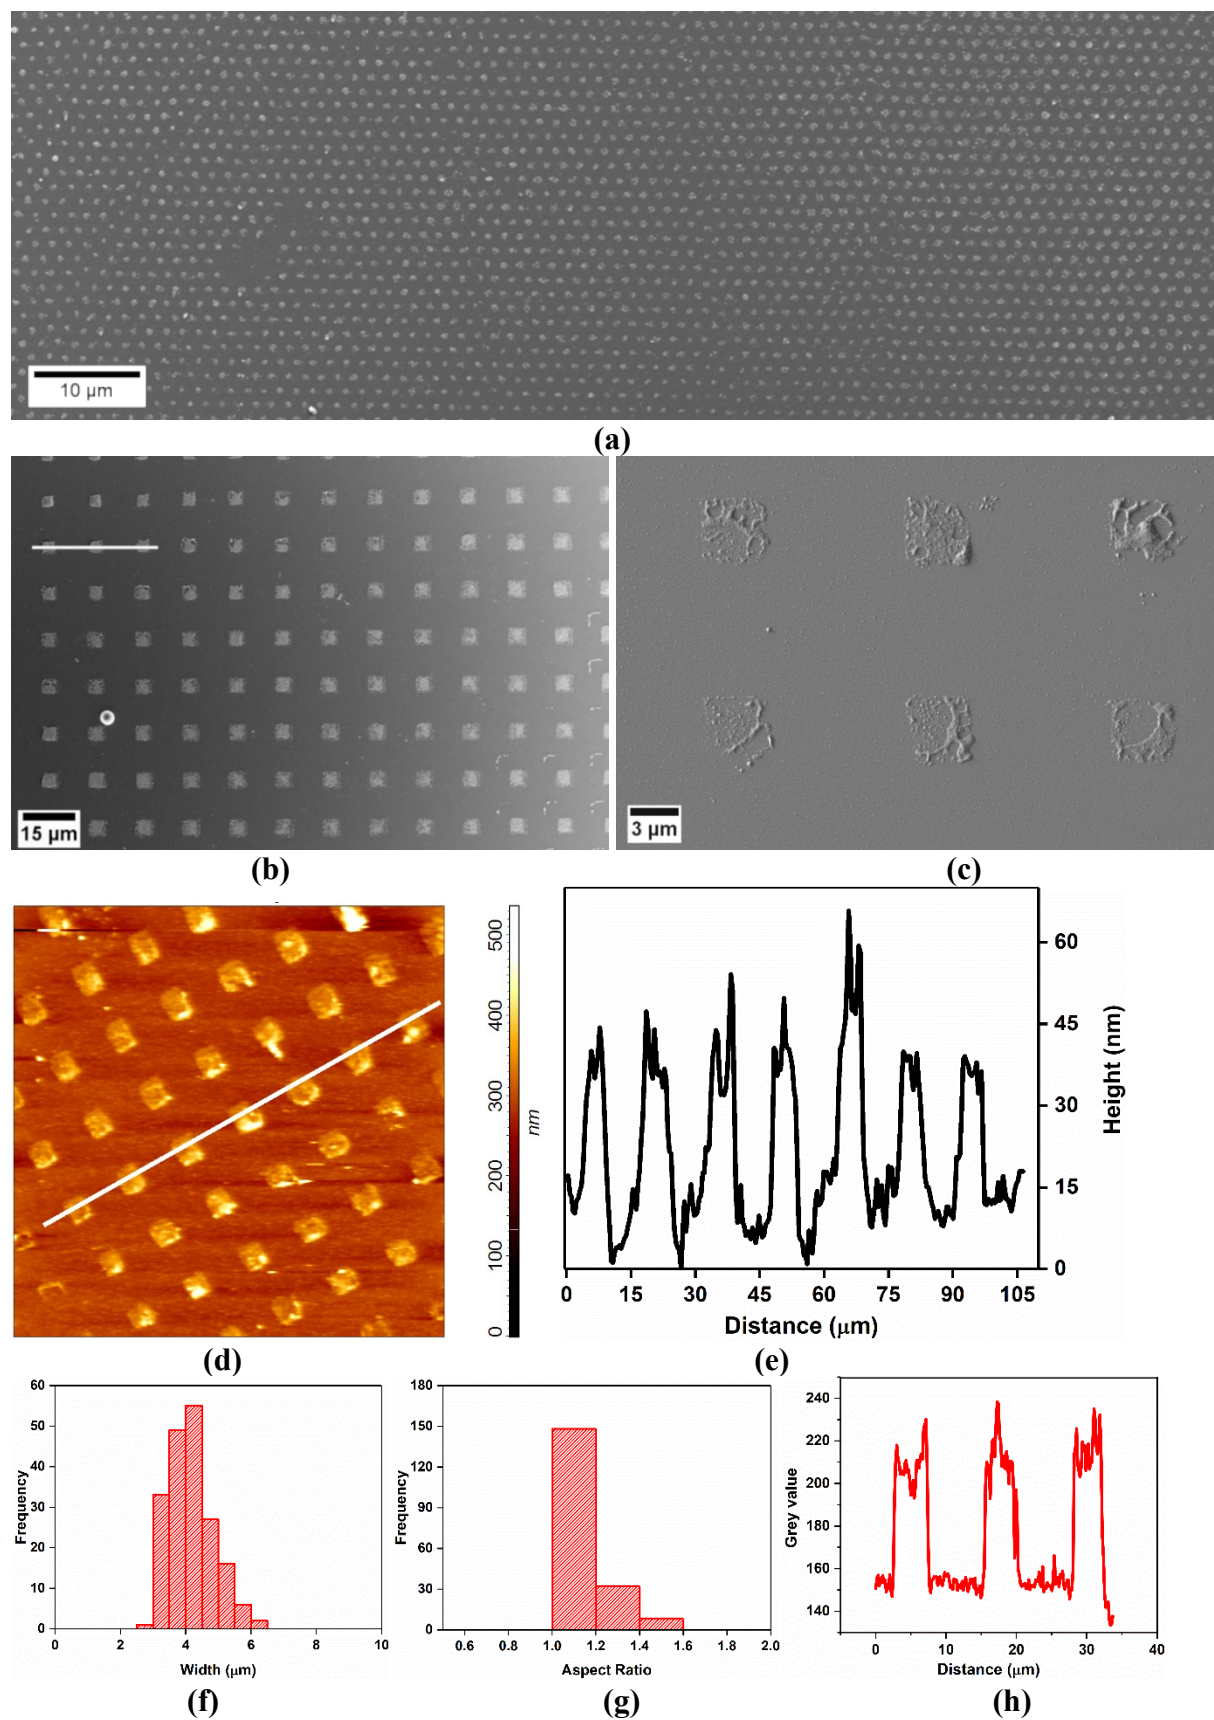 10 µm
(a)
15 µm
3 µm
(b)
(c)
500
400
300
200
100
0
nm
60
45
30
15
0
Height (nm)
0 15 30 45 60 75 90 105
Distance (µm)
(d)
(e)
60
50
40
30
20
10
0
Frequency
0 2 4 6 8 10
Width (µm)
180
150
120
90
60
30
0
Frequency
0.6 0.8 1.0 1.2 1.4 1.6 1.8 2.0
Aspect Ratio
240
220
200
180
160
140
Grey value
0 10 20 30 40
Distance (µm)
(f)
(g)
(h)